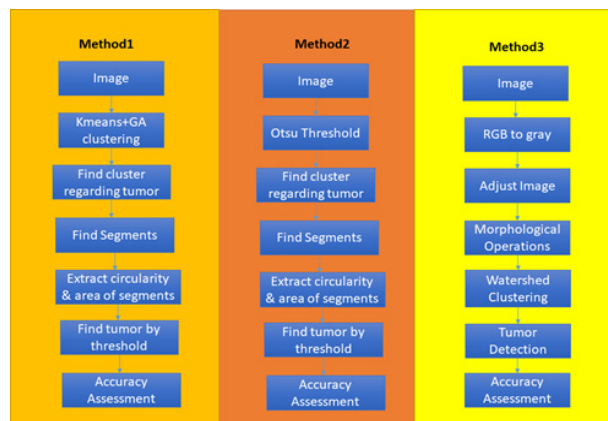 Method1
Image
Kmeans+GA
clustering
Find cluster
regarding tumor
Find Segments
Extract circularity
& area of segments
Find tumor by
threshold
Accuracy
Assessment
Method2
Image
Otsu Threshold
Find cluster
regarding tumor
Find Segments
Extract circularity
& area of segments
Find tumor by
threshold
Accuracy
Assessment
Method3
Image
RGB to gray
Adjust Image
Morphological
Operations
Watershed
Clustering
Tumor
Detection
Accuracy
Assessment